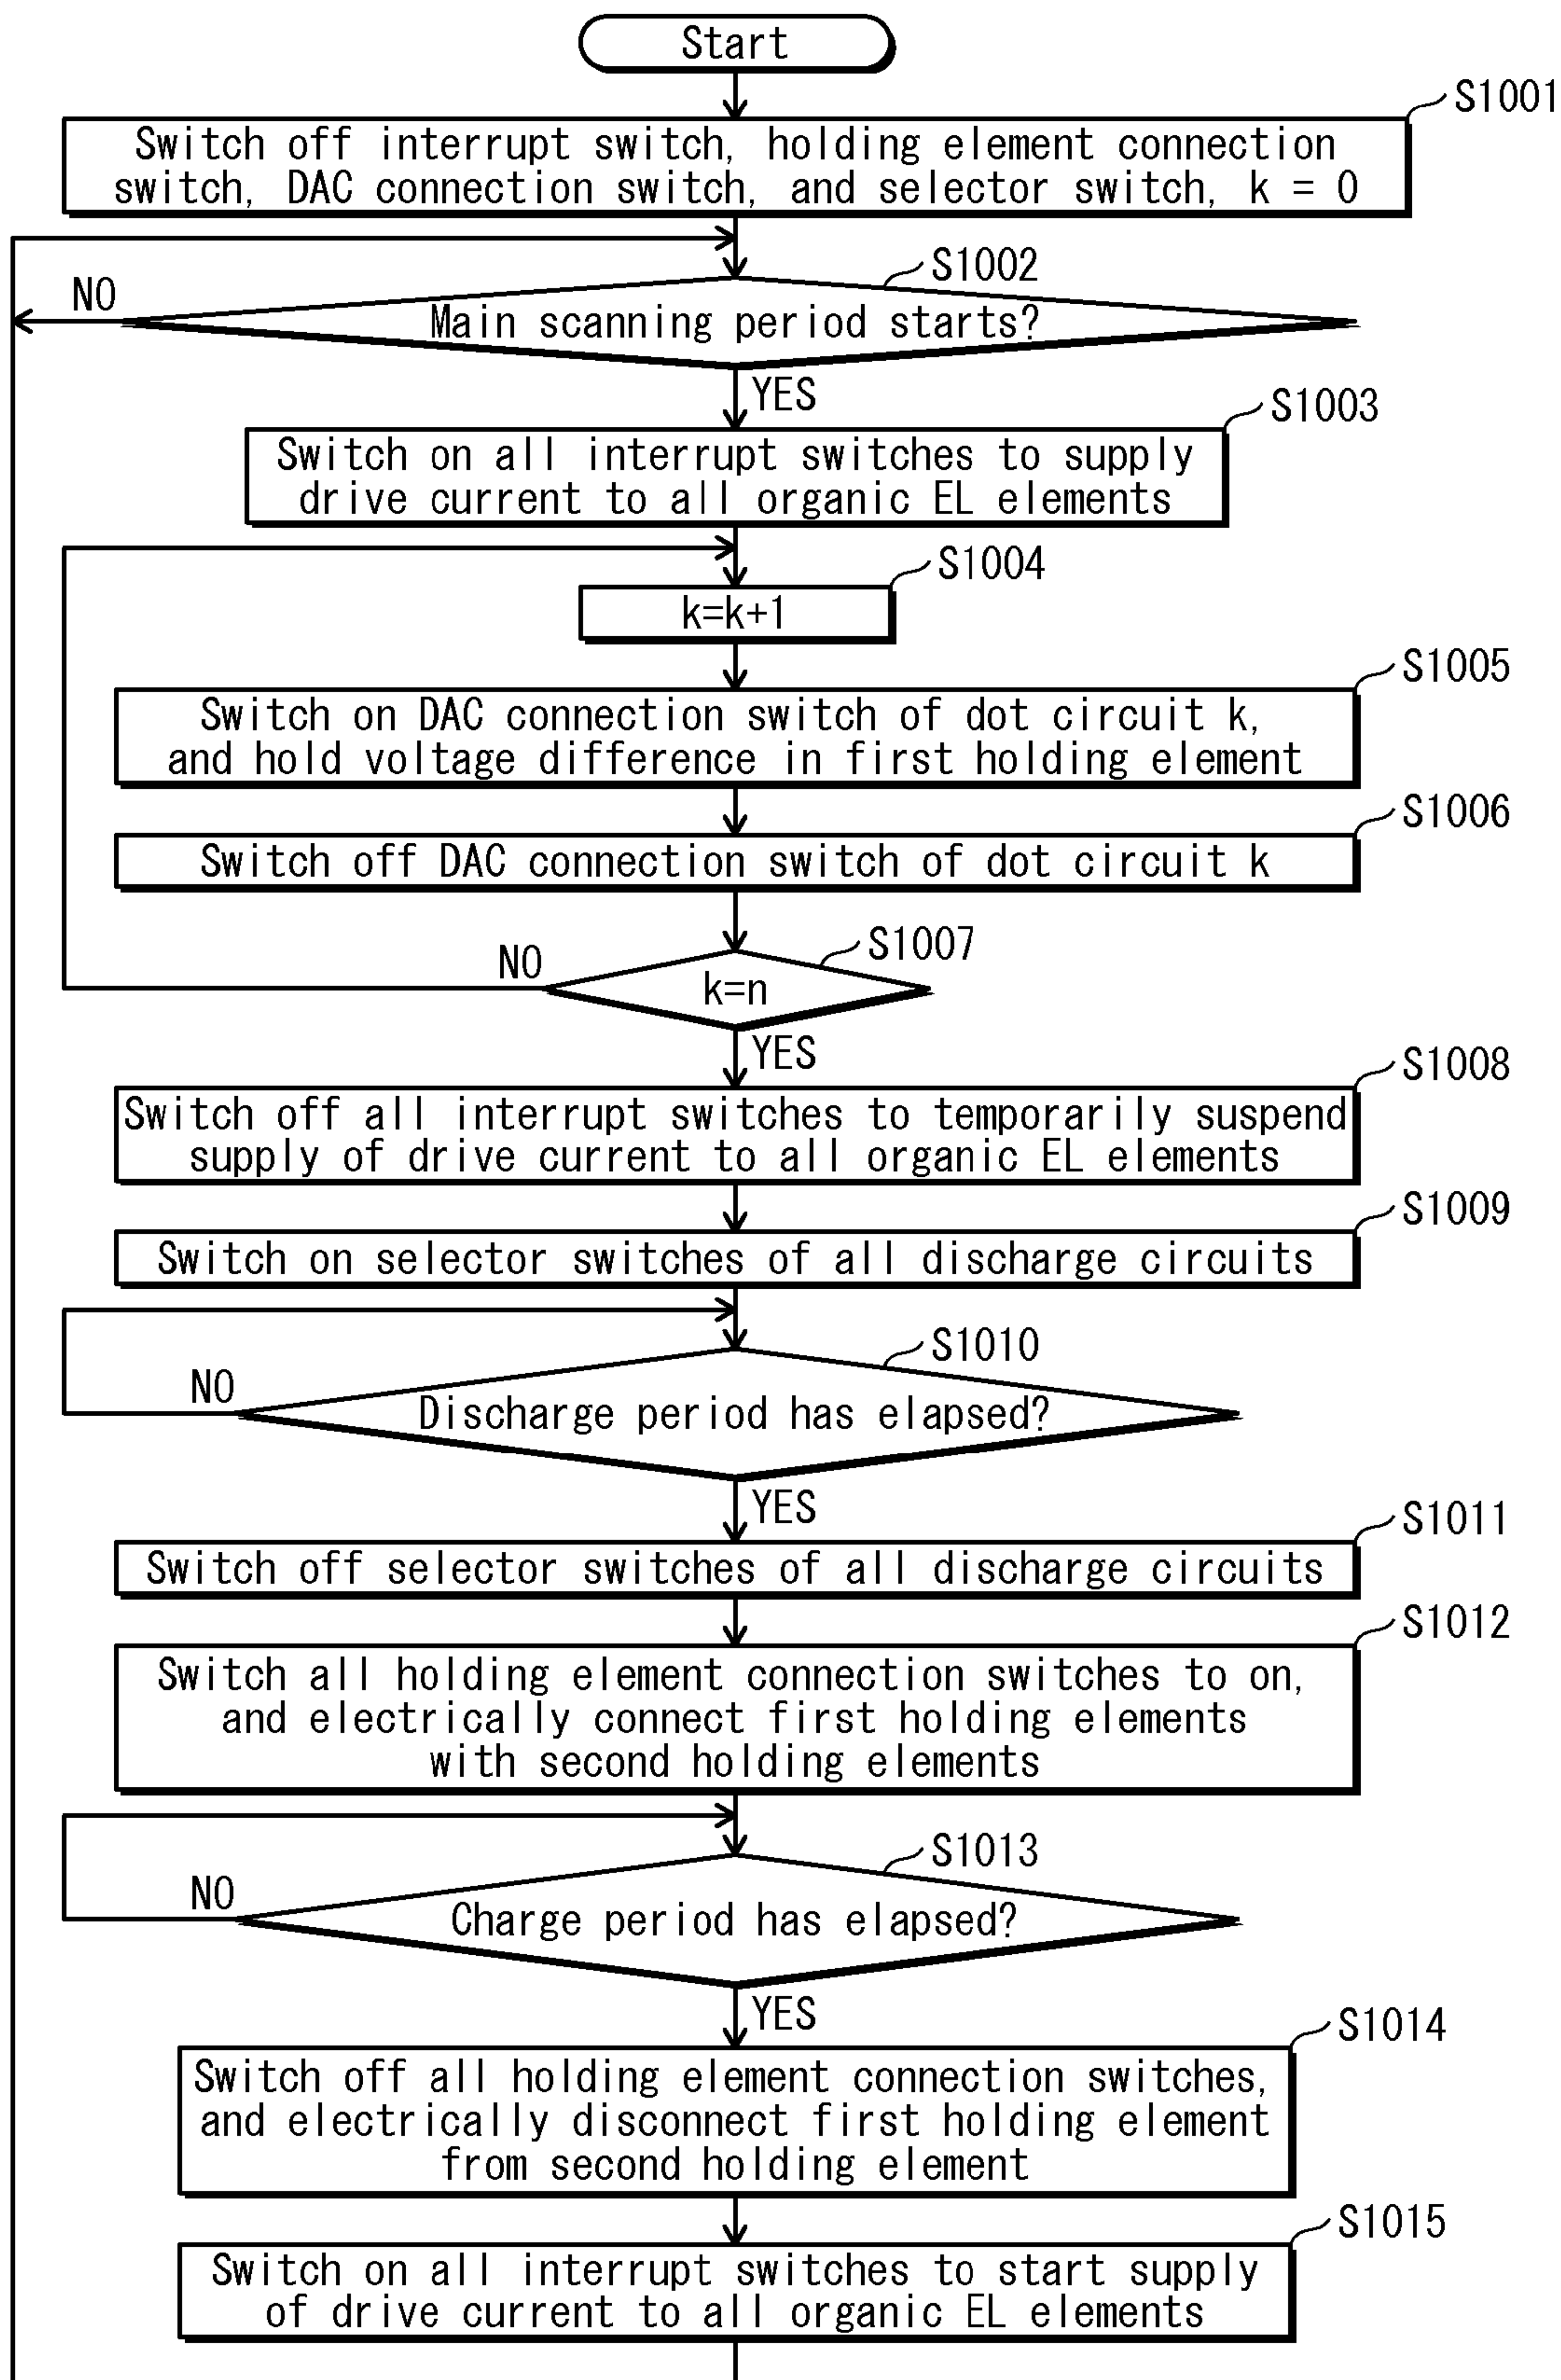 Start
S1001
Switch off interrupt switch, holding element connection
switch, DAC connection switch, and selector switch, k = 0
S1002
NO
Main scanning period starts?
YES
S1003
Switch on all interrupt switches to supply
drive current to all organic EL elements
S1004
k=k+1
S1005
Switch on DAC connection switch of dot circuit k,
and hold voltage difference in first holding element
S1006
Switch off DAC connection switch of dot circuit k
S1007
NO
k=n
YES
S1008
Switch off all interrupt switches to temporarily suspend
supply of drive current to all organic EL elements
S1009
Switch on selector switches of all discharge circuits
S1010
NO
Discharge period has elapsed?
YES
S1011
Switch off selector switches of all discharge circuits
S1012
Switch all holding element connection switches to on,
and electrically connect first holding elements
with second holding elements
S1013
NO
Charge period has elapsed?
YES
S1014
Switch off all holding element connection switches,
and electrically disconnect first holding element
from second holding element
S1015
Switch on all interrupt switches to start supply
of drive current to all organic EL elements